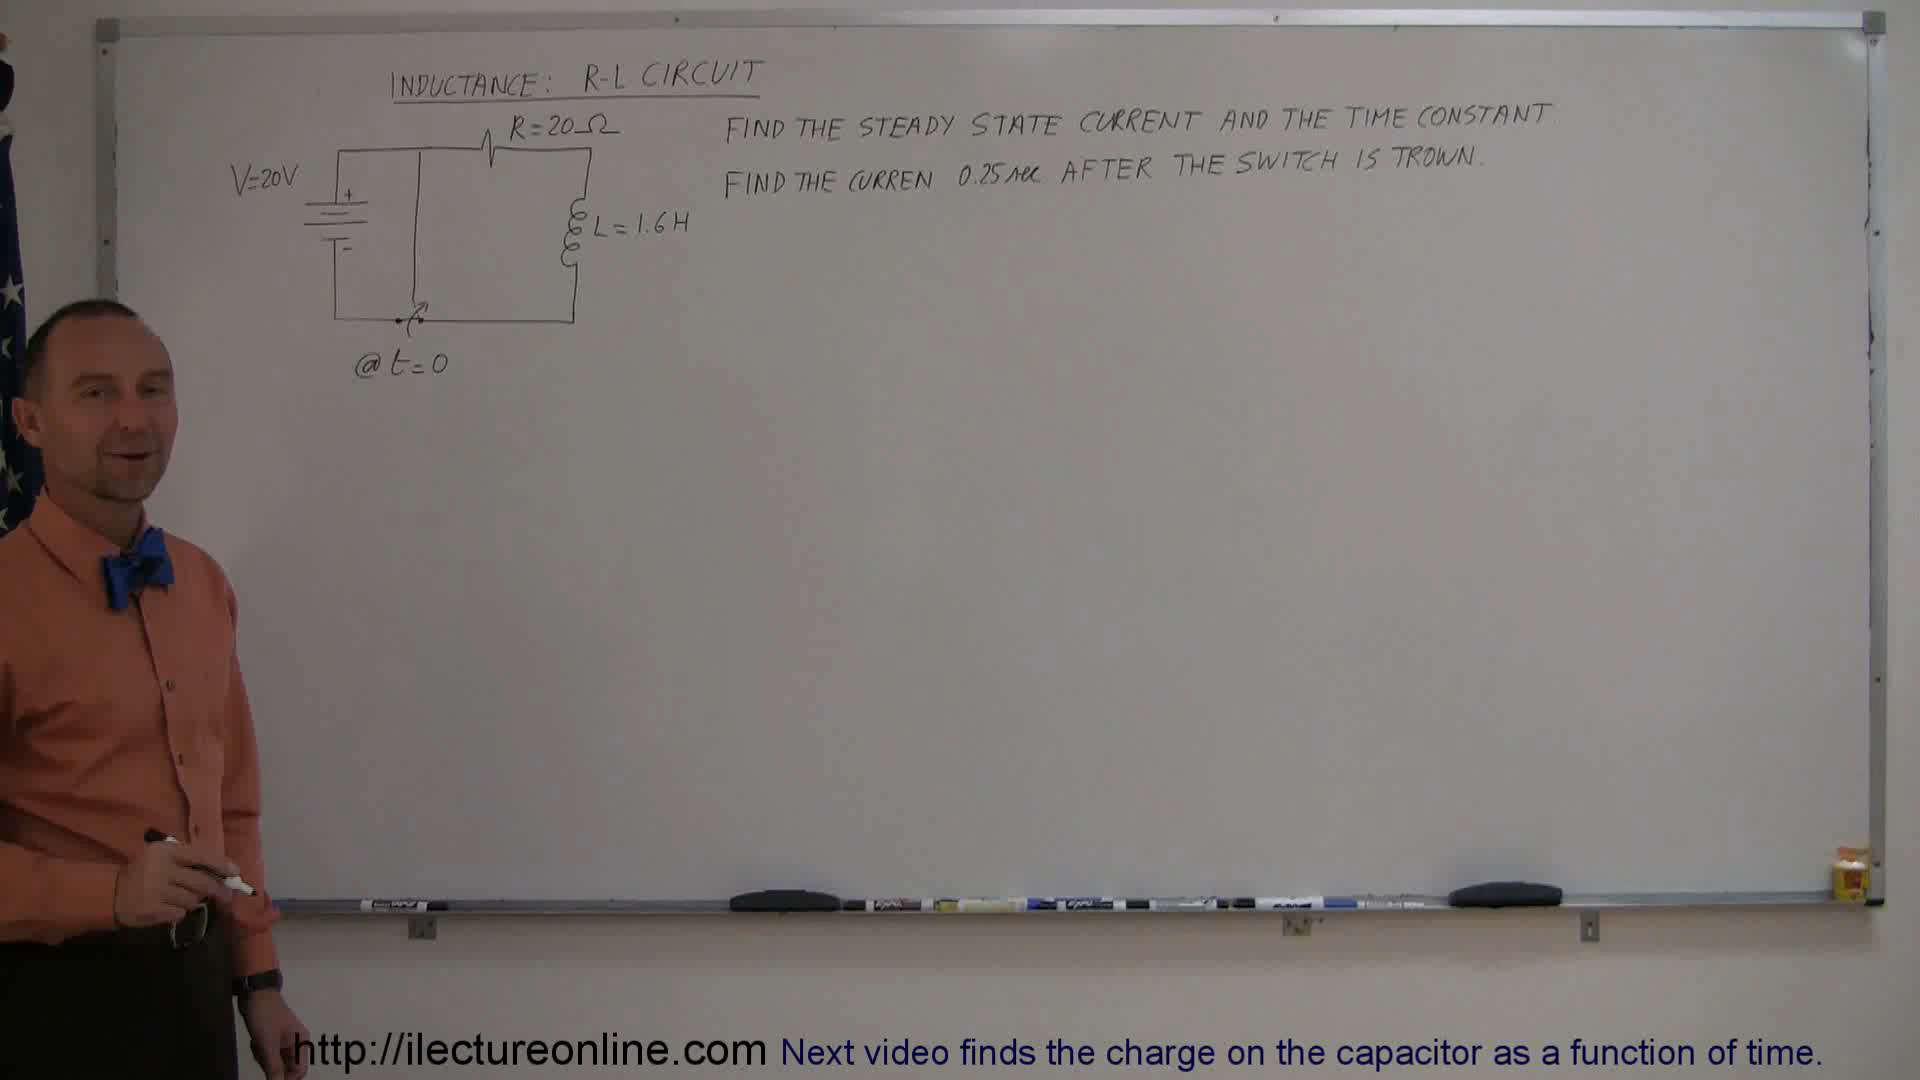 INDUCTANCE: R-L CIRCUIT
FIND THE STEADY STATE CURRENT AND THE TIME CONSTANT
FIND THE CURREN 0.25 sec AFTER THE SWITCH IS TROWN.
R=20Ω
V=20V
+
L=1.6H
-
@ t=0
http://ilectureonline.com Next video finds the charge on the capacitor as a function of time.